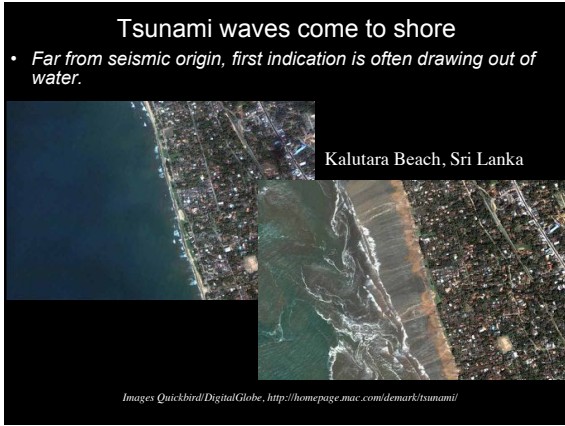 Tsunami waves come to shore
• Far from seismic origin, first indication is often drawing out of
water.
Kalutara Beach, Sri Lanka
Images Quickbird/DigitalGlobe, http://homepage.mac.com/demark/tsunami/